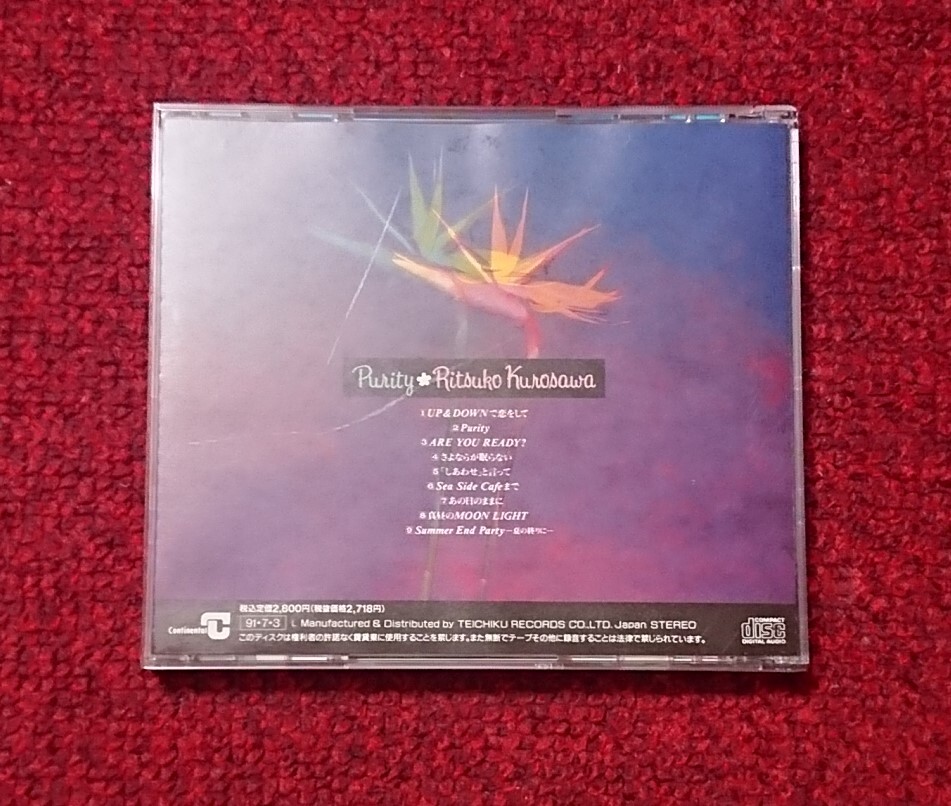 Purity✽Ritsuko Kurosawa
1 UP & DOWNで恋をして
2 Purity
3 ARE YOU READY?
4 さよならが眠らない
5 「しあわせ」と言って
6 Sea Side Cafeまで
7 あの日のままに
8 真昼のMOON LIGHT
9 Summer End Party—夏の終りに—
税込定価2,800円(税抜価格2,718円)
91・7・3 L Manufactured & Distributed by TEICHIKU RECORDS CO.,LTD. Japan STEREO
このディスクは権利者の許諾なく賃貸業に使用することを禁じます。また無断でテープその他に録音することは法律で禁じられています。
Continental
COMPACT
disc
DIGITAL AUDIO